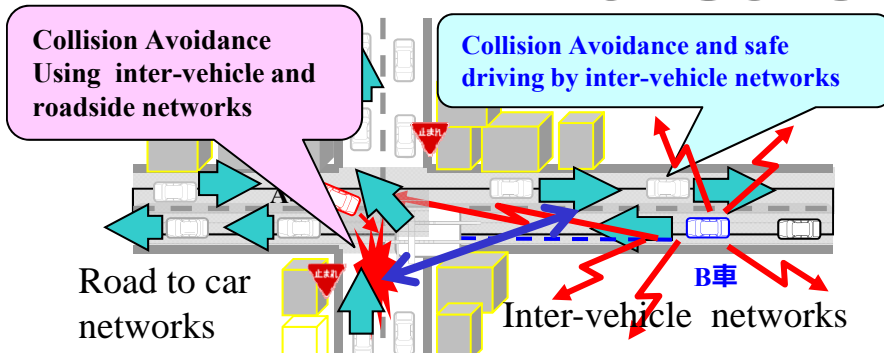 Collision Avoidance
Using inter-vehicle and
roadside networks
Collision Avoidance and safe
driving by inter-vehicle networks
止まれ
A
止まれ
B車
Road to car
networks
Inter-vehicle networks